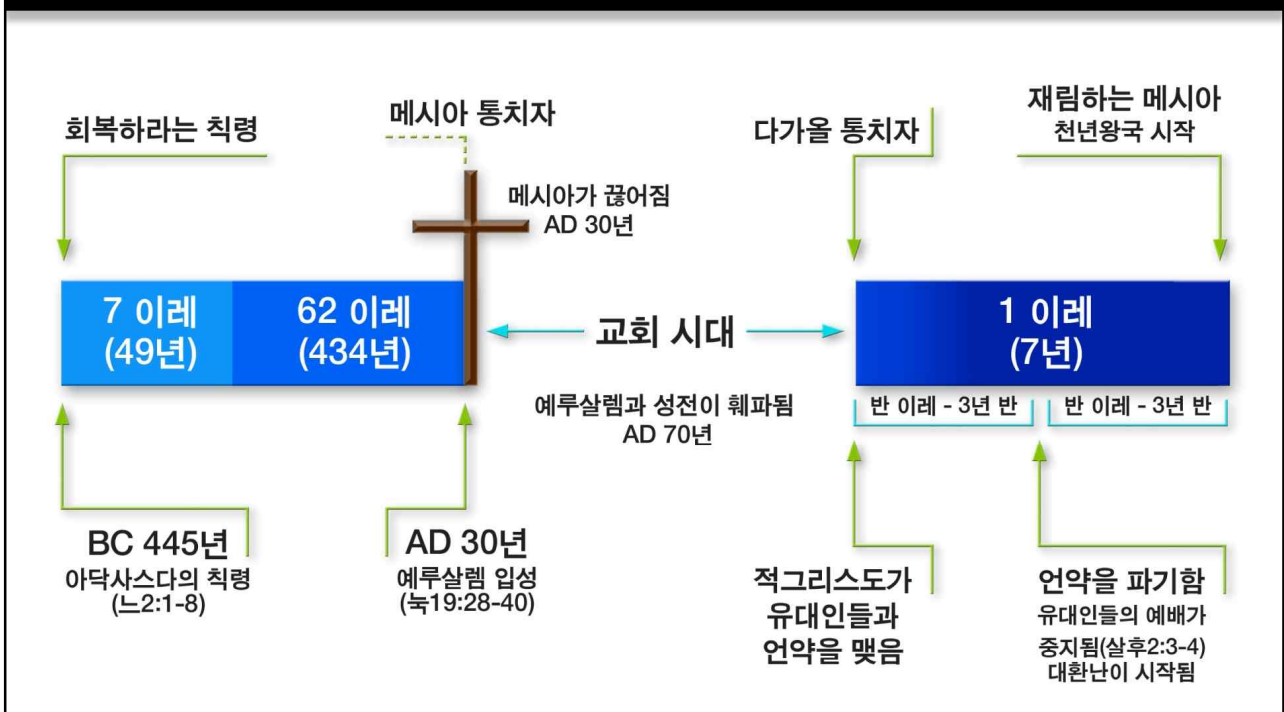 회복하라는 칙령
메시아 통치자
메시아가 끊어짐
AD 30년
다가올 통치자
재림하는 메시아
천년왕국 시작
7 이레
(49년)
62 이레
(434년)
교회 시대
1 이레
(7년)
예루살렘과 성전이 훼파됨
AD 70년
반 이레 - 3년 반
반 이레 - 3년 반
BC 445년
아닥사스다의 칙령
(느2:1-8)
AD 30년
예루살렘 입성
(눅19:28-40)
적그리스도가
유대인들과
언약을 맺음
언약을 파기함
유대인들의 예배가
중지됨(살후2:3-4)
대환난이 시작됨